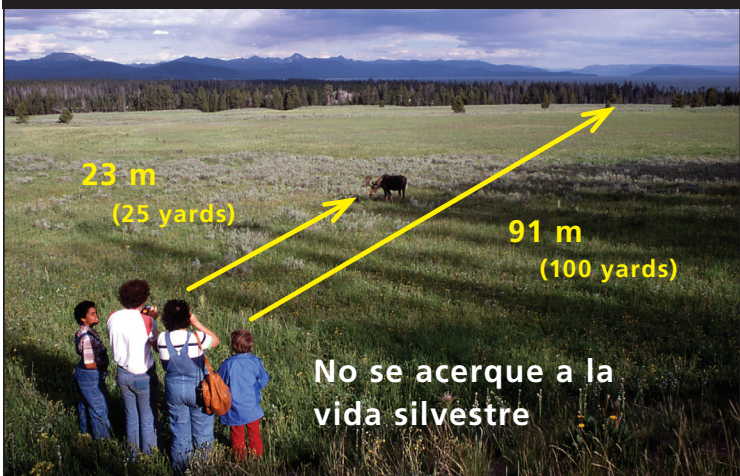 23 m
(25 yards)
91 m
(100 yards)
No se acerque a la
vida silvestre